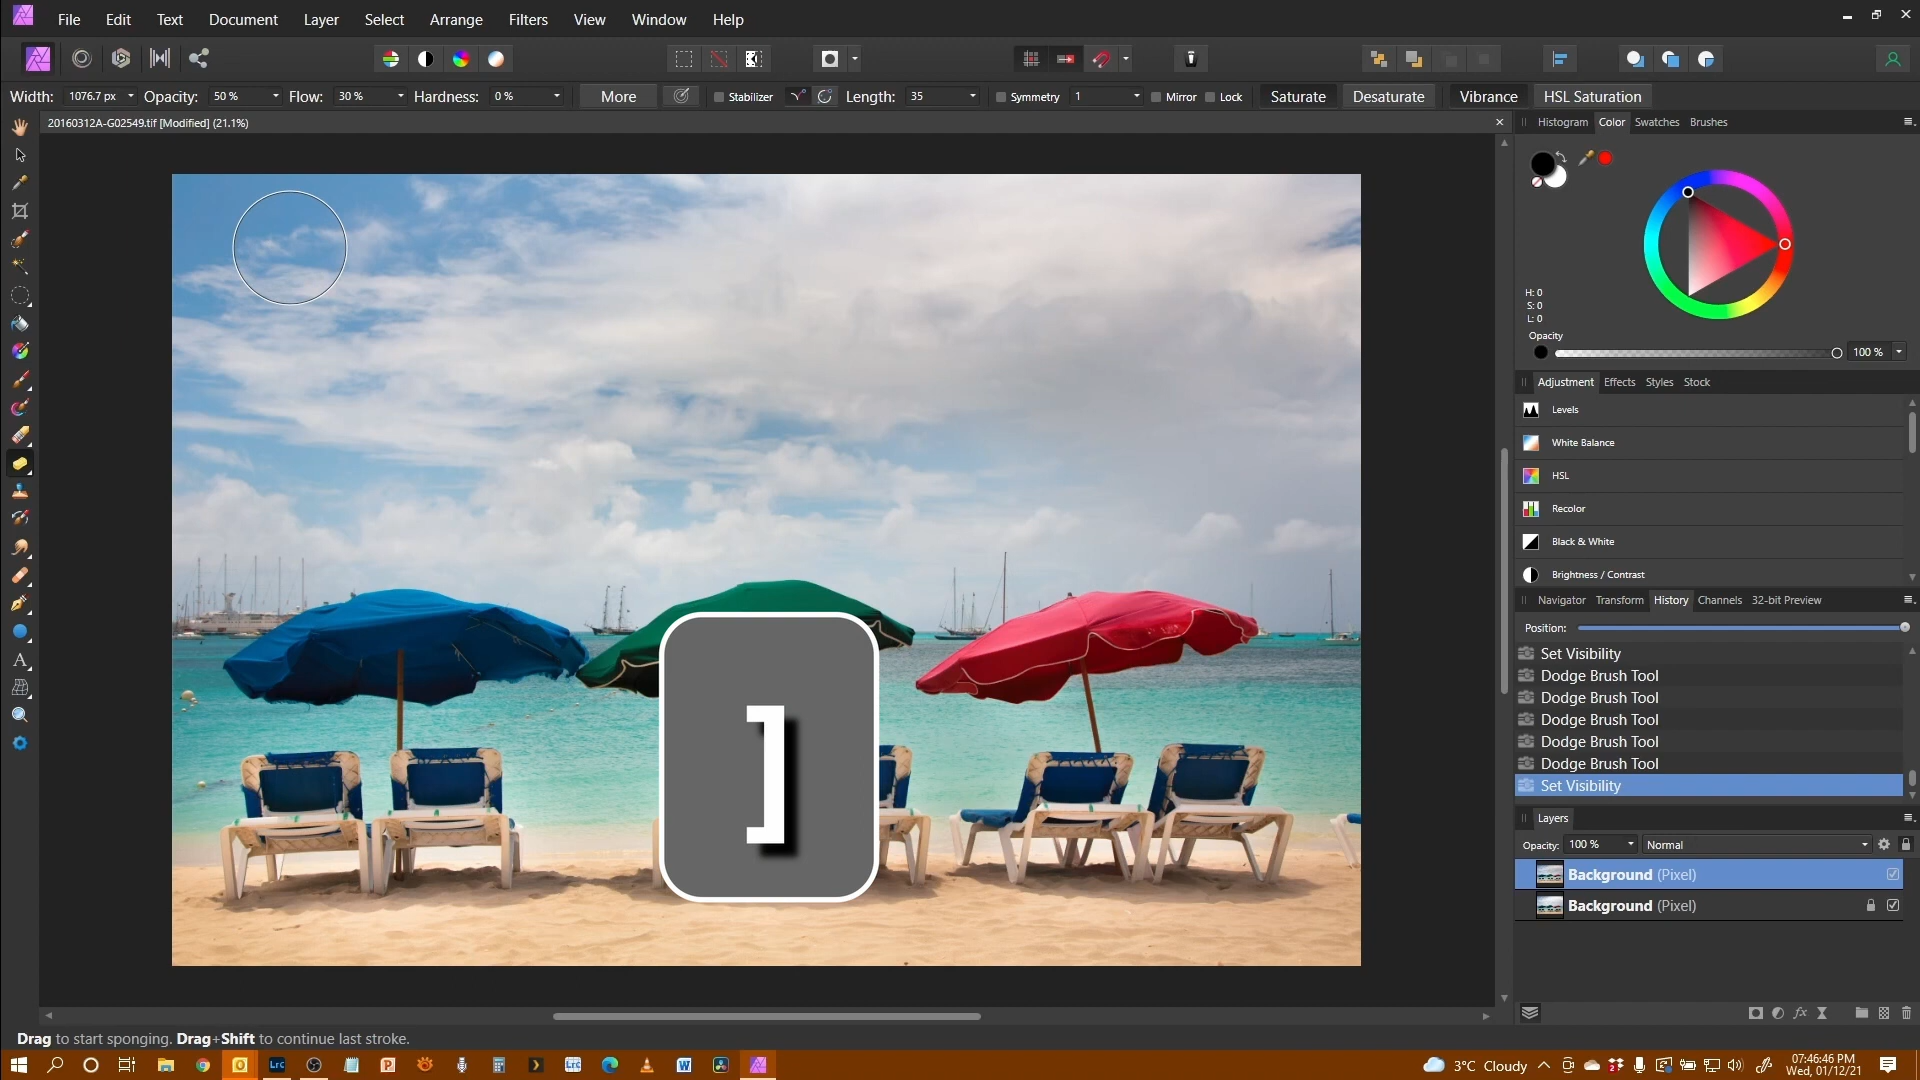 File Edit Text Document Layer Select Arrange Filters View Window Help
Width: 1076.7 px Opacity: 50 % Flow: 30 % Hardness: 0 % More Stabilizer Length: 35 Symmetry 1 Mirror Lock Saturate Desaturate Vibrance HSL Saturation
20160312A-G02549.tif [Modified] (21.1%)
Histogram Color Swatches Brushes
H: 0
S: 0
L: 0
Opacity
100 %
Adjustment Effects Styles Stock
Levels
White Balance
HSL
Recolor
Black & White
Brightness / Contrast
Navigator Transform History Channels 32-bit Preview
Position:
Set Visibility
Dodge Brush Tool
Dodge Brush Tool
Dodge Brush Tool
Dodge Brush Tool
Dodge Brush Tool
Set Visibility
]
Layers
Opacity: 100 % Normal
Background (Pixel)
Background (Pixel)
Drag to start sponging. Drag+Shift to continue last stroke.
3°C Cloudy
07:46:46 PM
Wed, 01/12/21